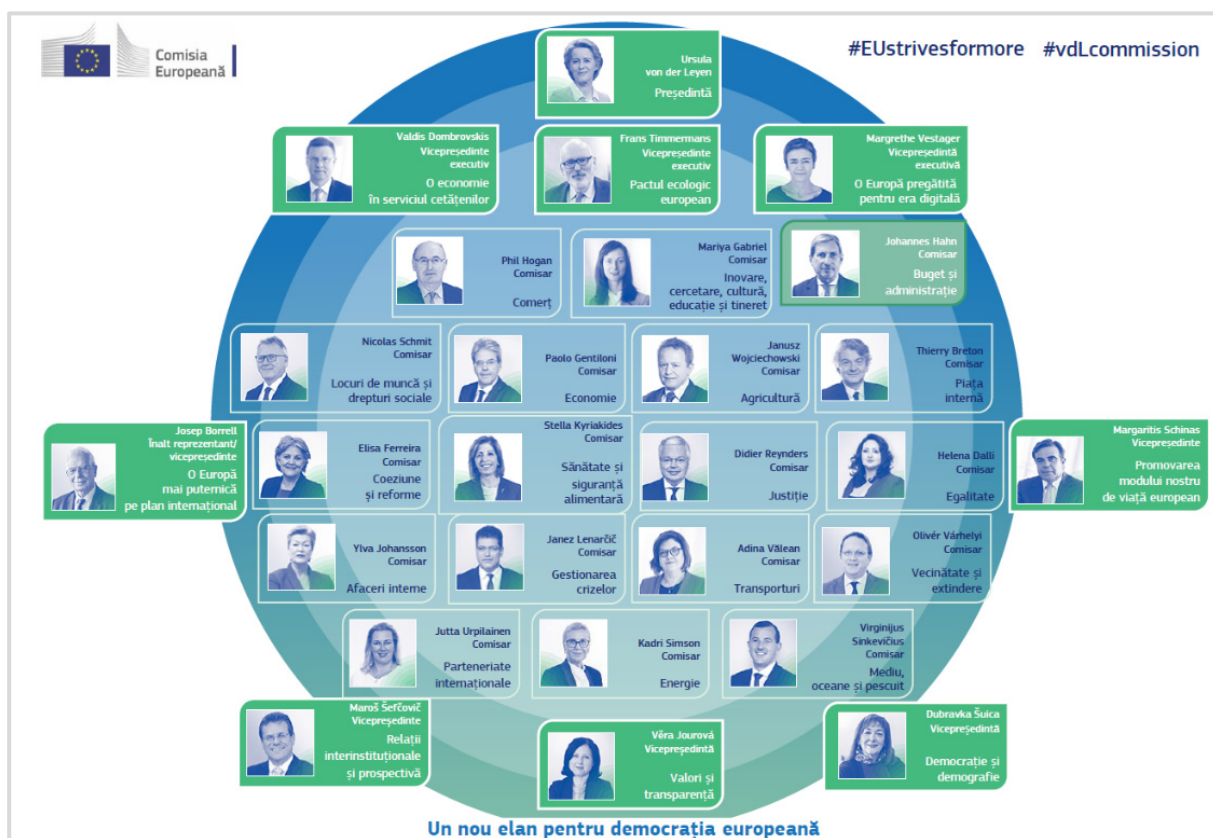 Comisia
Europeană
#EUstrivesformore #vdLcommission
Ursula
von der Leyen
Președintă
Valdis Dombrovskis
Vicepreședinte
executiv
O economie
în serviciul cetățenilor
Frans Timmermans
Vicepreședinte
executiv
Pactul ecologic
european
Margrethe Vestager
Vicepreședintă
executivă
O Europă pregătită
pentru era digitală
Phil Hogan
Comisar
Comerț
Mariya Gabriel
Comisar
Inovare,
cercetare, cultură,
educație și tineret
Johannes Hahn
Comisar
Buget și
administrație
Nicolas Schmit
Comisar
Locuri de muncă și
drepturi sociale
Paolo Gentiloni
Comisar
Economie
Janusz
Wojciechowski
Comisar
Agricultură
Thierry Breton
Comisar
Piața
internă
Josep Borrell
Înalt reprezentant/
vicepreședinte
O Europă
mai puternică
pe plan internațional
Elisa Ferreira
Comisar
Coeziune
și reforme
Stella Kyriakides
Comisar
Sănătate și
siguranță
alimentară
Didier Reynders
Comisar
Justiție
Helena Dalli
Comisar
Egalitate
Margaritis Schinas
Vicepreședinte
Promovarea
modului nostru
de viață european
Ylva Johansson
Comisar
Afaceri interne
Janez Lenarčič
Comisar
Gestionarea
crizelor
Adina Vălean
Comisar
Transporturi
Olivér Várhelyi
Comisar
Vecinătate și
extindere
Jutta Urpilainen
Comisar
Parteneriate
internaționale
Kadri Simson
Comisar
Energie
Virginijus
Sinkevičius
Comisar
Mediu,
oceane și pescuit
Maroš Šefčovič
Vicepreședinte
Relații
interinstituționale
și prospectivă
Věra Jourová
Vicepreședintă
Valori și
transparență
Dubravka Šuica
Vicepreședintă
Democrație și
demografie
Un nou elan pentru democrația europeană